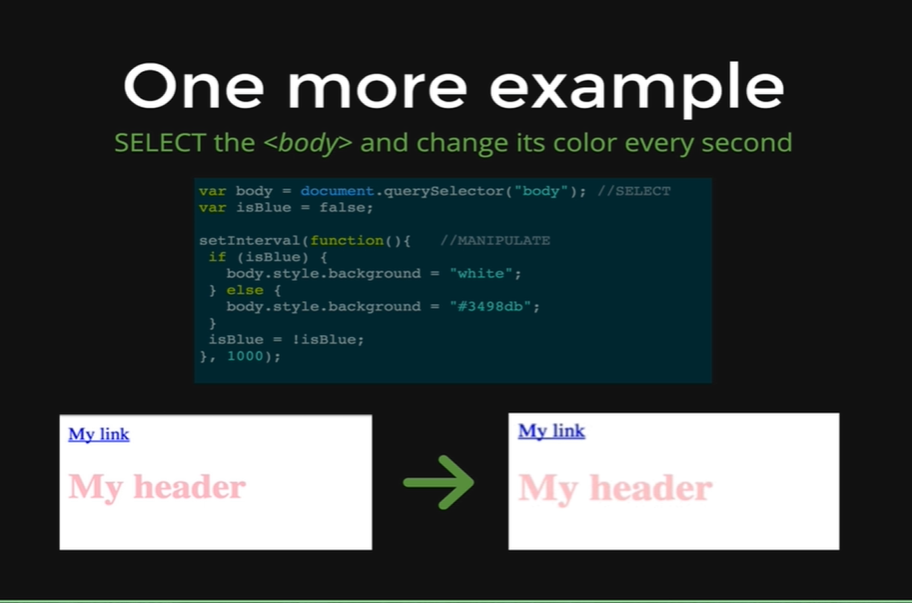 One more example
SELECT the <body> and change its color every second
var body = document.querySelector("body"); //SELECT
var isBlue = false;
setInterval(function(){   //MANIPULATE
 if (isBlue) {
   body.style.background = "white";
 } else {
   body.style.background = "#3498db";
 }
 isBlue = !isBlue;
}, 1000);
My link
My header
My link
My header